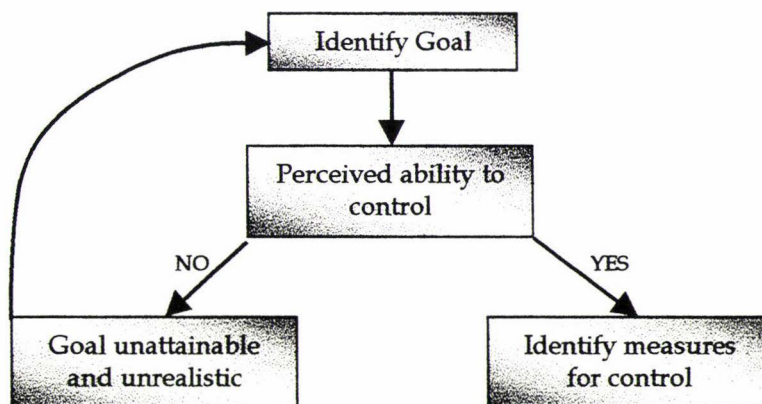 Identify Goal
Perceived ability to
control
NO
YES
Goal unattainable
and unrealistic
Identify measures
for control